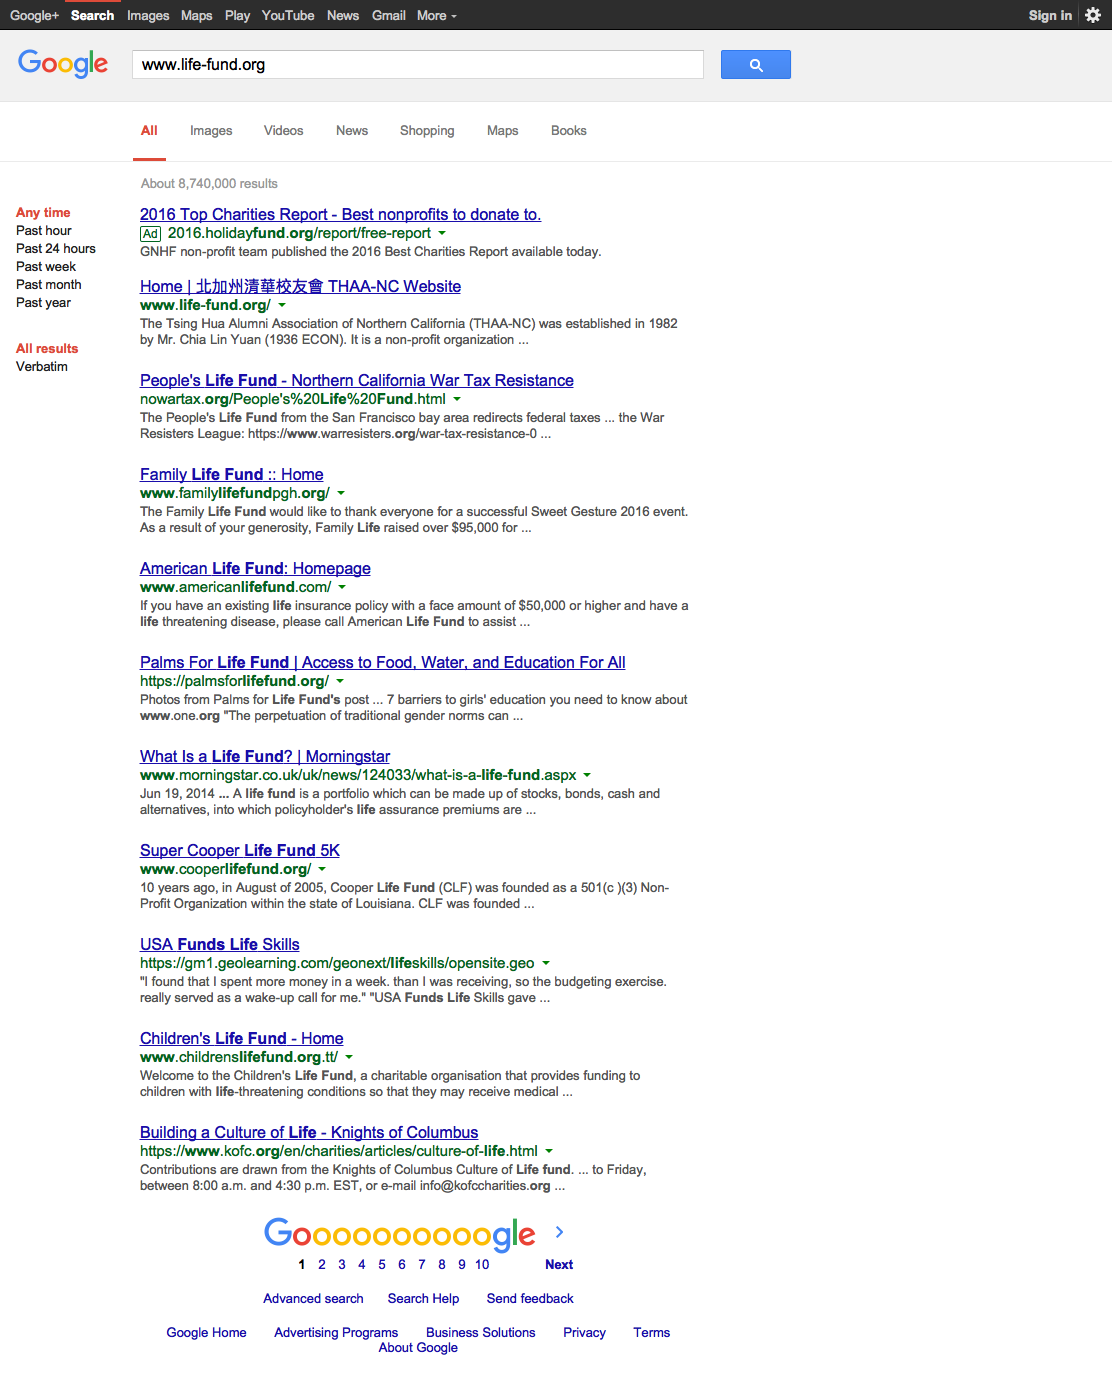 Google+ Search Images Maps Play YouTube News Gmail More Sign in
Google www.life-fund.org
All Images Videos News Shopping Maps Books
About 8,740,000 results
Any time
Past hour
Past 24 hours
Past week
Past month
Past year
All results
Verbatim
2016 Top Charities Report - Best nonprofits to donate to.
Ad 2016.holidayfund.org/report/free-report
GNHF non-profit team published the 2016 Best Charities Report available today.
Home | 北加州清華校友會 THAA-NC Website
www.life-fund.org/
The Tsing Hua Alumni Association of Northern California (THAA-NC) was established in 1982
by Mr. Chia Lin Yuan (1936 ECON). It is a non-profit organization ...
People's Life Fund - Northern California War Tax Resistance
nowartax.org/People's%20Life%20Fund.html
The People's Life Fund from the San Francisco bay area redirects federal taxes ... the War
Resisters League: https://www.warresisters.org/war-tax-resistance-0 ...
Family Life Fund :: Home
www.familylifefundpgh.org/
The Family Life Fund would like to thank everyone for a successful Sweet Gesture 2016 event.
As a result of your generosity, Family Life raised over $95,000 for ...
American Life Fund: Homepage
www.americanlifefund.com/
If you have an existing life insurance policy with a face amount of $50,000 or higher and have a
life threatening disease, please call American Life Fund to assist ...
Palms For Life Fund | Access to Food, Water, and Education For All
https://palmsforlifefund.org/
Photos from Palms for Life Fund's post ... 7 barriers to girls' education you need to know about
www.one.org "The perpetuation of traditional gender norms can ...
What Is a Life Fund? | Morningstar
www.morningstar.co.uk/uk/news/124033/what-is-a-life-fund.aspx
Jun 19, 2014 ... A life fund is a portfolio which can be made up of stocks, bonds, cash and
alternatives, into which policyholder's life assurance premiums are ...
Super Cooper Life Fund 5K
www.cooperlifefund.org/
10 years ago, in August of 2005, Cooper Life Fund (CLF) was founded as a 501(c )(3) Non-
Profit Organization within the state of Louisiana. CLF was founded ...
USA Funds Life Skills
https://gm1.geolearning.com/geonext/lifeskills/opensite.geo
"I found that I spent more money in a week. than I was receiving, so the budgeting exercise.
really served as a wake-up call for me." "USA Funds Life Skills gave ...
Children's Life Fund - Home
www.childrenslifefund.org.tt/
Welcome to the Children's Life Fund, a charitable organisation that provides funding to
children with life-threatening conditions so that they may receive medical ...
Building a Culture of Life - Knights of Columbus
https://www.kofc.org/en/charities/articles/culture-of-life.html
Contributions are drawn from the Knights of Columbus Culture of Life fund. ... to Friday,
between 8:00 a.m. and 4:30 p.m. EST, or e-mail info@kofccharities.org ...
Goooooooooogle
1 2 3 4 5 6 7 8 9 10 Next
Advanced search Search Help Send feedback
Google Home Advertising Programs Business Solutions Privacy Terms
About Google